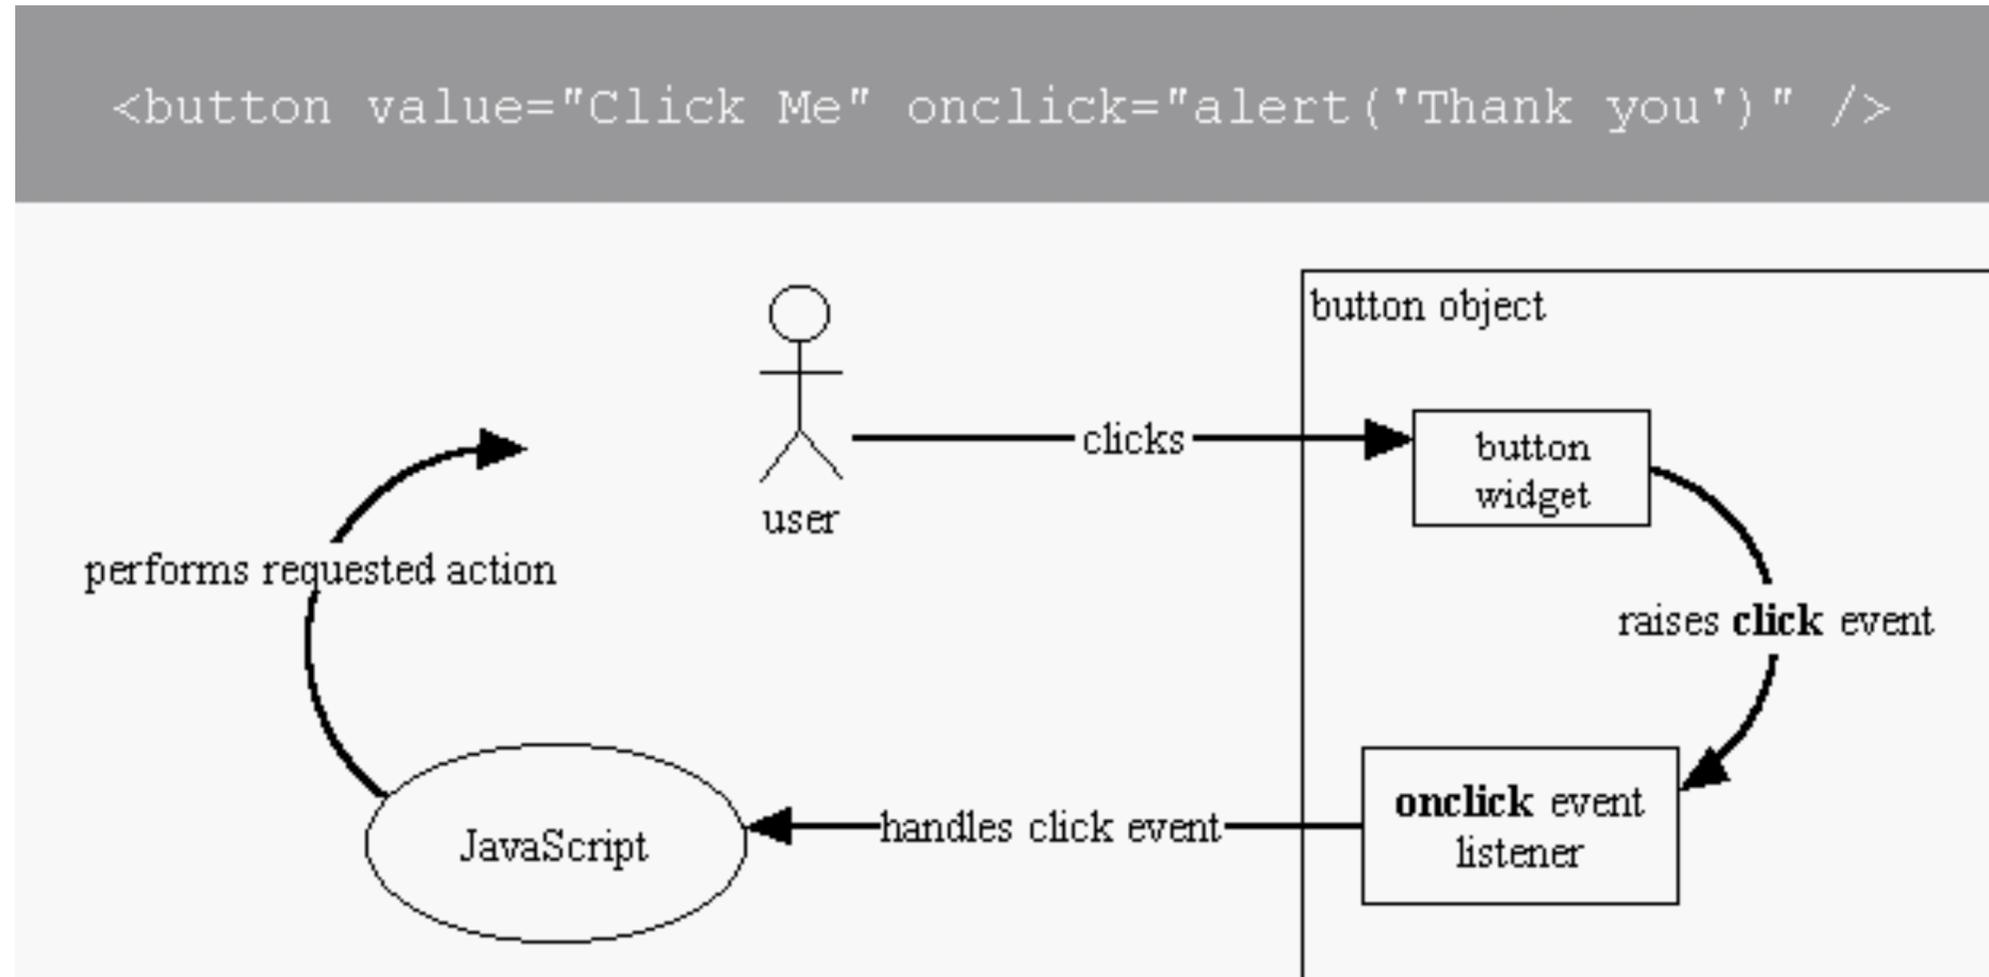 <button value="Click Me" onclick="alert('Thank you')" />
button object
clicks
button
widget
user
performs requested action
raises click event
onclick event
listener
handles click event
JavaScript